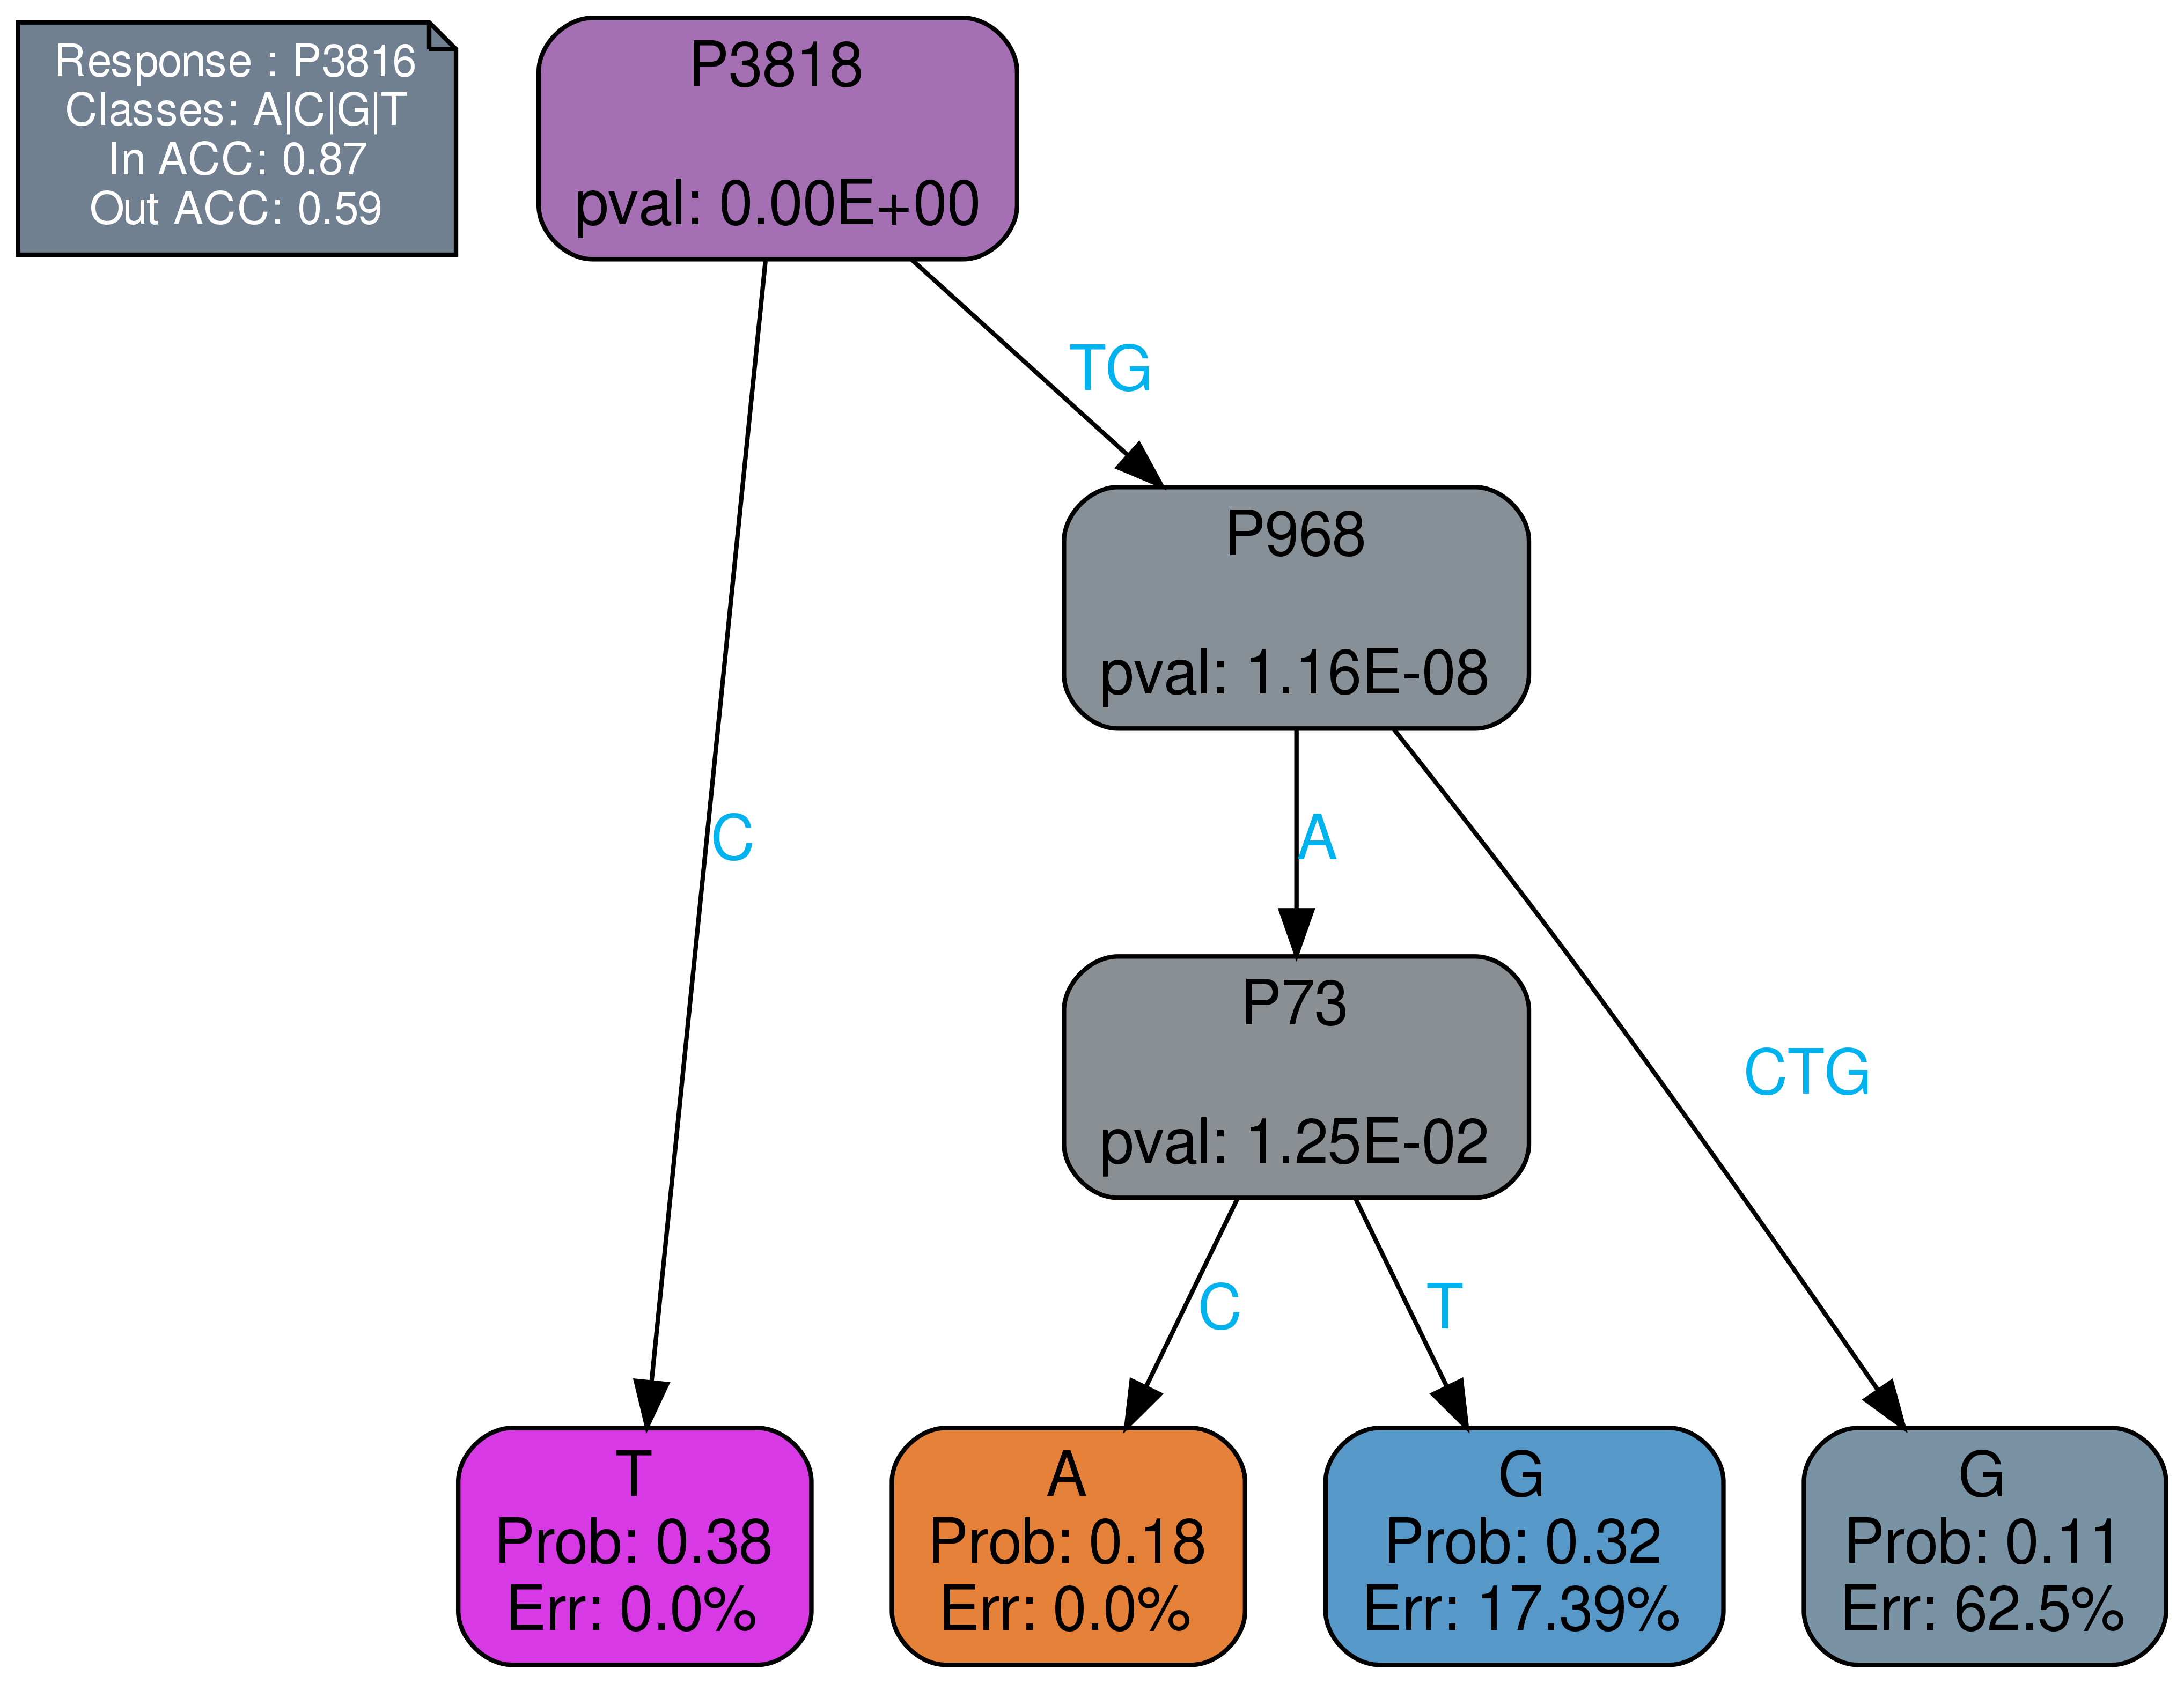 Response : P3816
Classes: A|C|G|T
In ACC: 0.87
Out ACC: 0.59
P3818
pval: 0.00E+00
TG
P968
pval: 1.16E-08
C
A
P73
pval: 1.25E-02
CTG
C
T
T
Prob: 0.38
Err: 0.0%
A
Prob: 0.18
Err: 0.0%
G
Prob: 0.32
Err: 17.39%
G
Prob: 0.11
Err: 62.5%